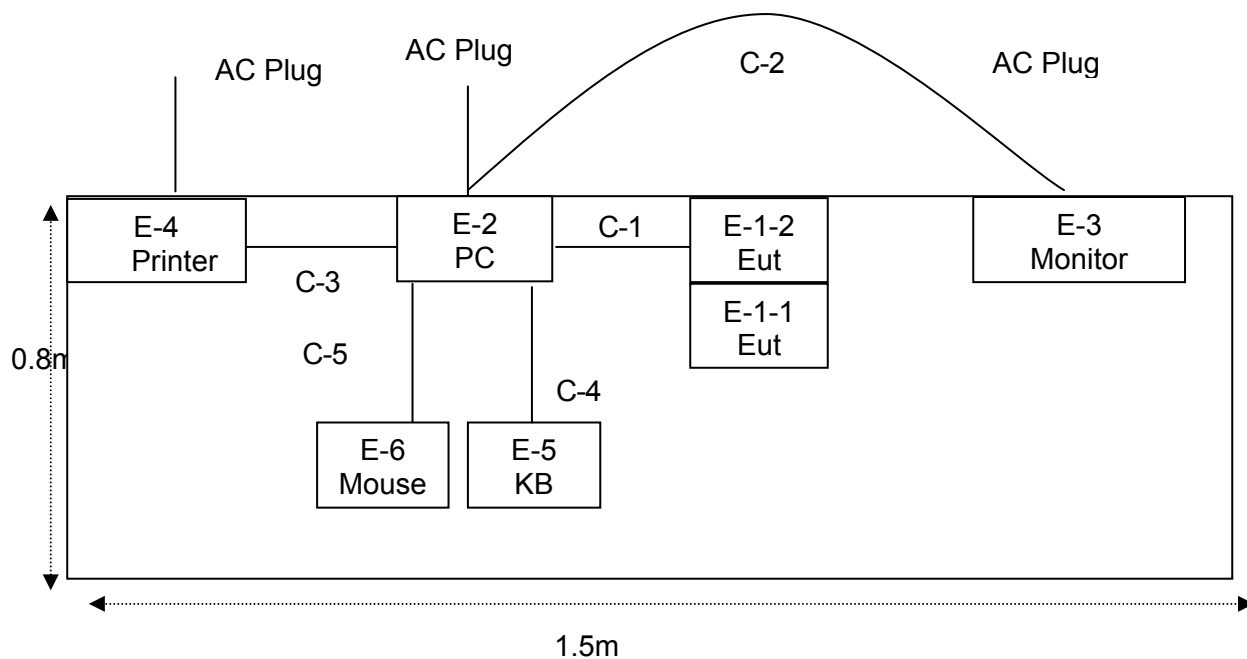 AC Plug
AC Plug
C-2
AC Plug
E-4
Printer
E-2
PC
C-1
E-1-2
Eut
E-3
Monitor
C-3
E-1-1
Eut
0.8m
C-5
C-4
E-6
Mouse
E-5
KB
1.5m